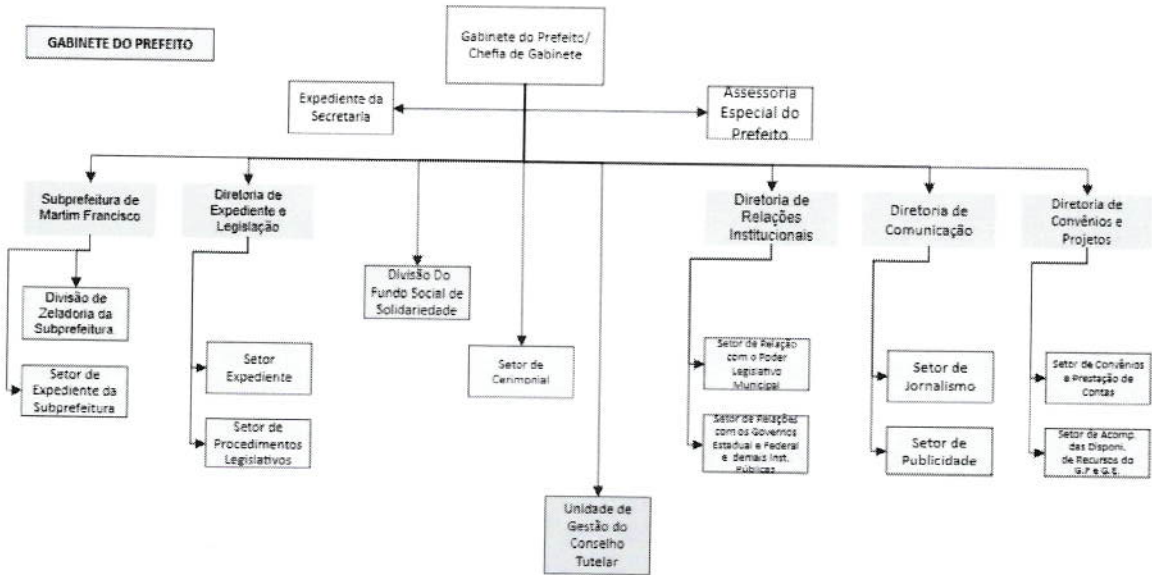 GABINETE DO PREFEITO
Gabinete do Prefeito/
Chefia de Gabinete
Expediente da
Secretaria
Assessoria
Especial do
Prefeito
Subprefeitura de
Martim Francisco
Diretoria de
Expediente e
Legislação
Diretoria de
Relações
Institucionais
Diretoria de
Comunicação
Diretoria de
Convênios e
Projetos
Divisão de
Zeladoria da
Subprefeitura
Divisão Do
Fundo Social de
Solidariedade
Setor de
Expediente da
Subprefeitura
Setor
Expediente
Setor de
Cerimonial
Setor de Relação
com o Poder
Legislativo
Municipal
Setor de
Jornalismo
Setor de Convênios
e Prestação de
Contas
Setor de
Procedimentos
Legislativos
Setor de Relações
com os Governos
Estadual e Federal
e demais Inst.
Públicas
Setor de
Publicidade
Setor de Acomp.
das Disponi.
de Recursos do
G.F e G.E.
Unidade de
Gestão do
Conselho
Tutelar